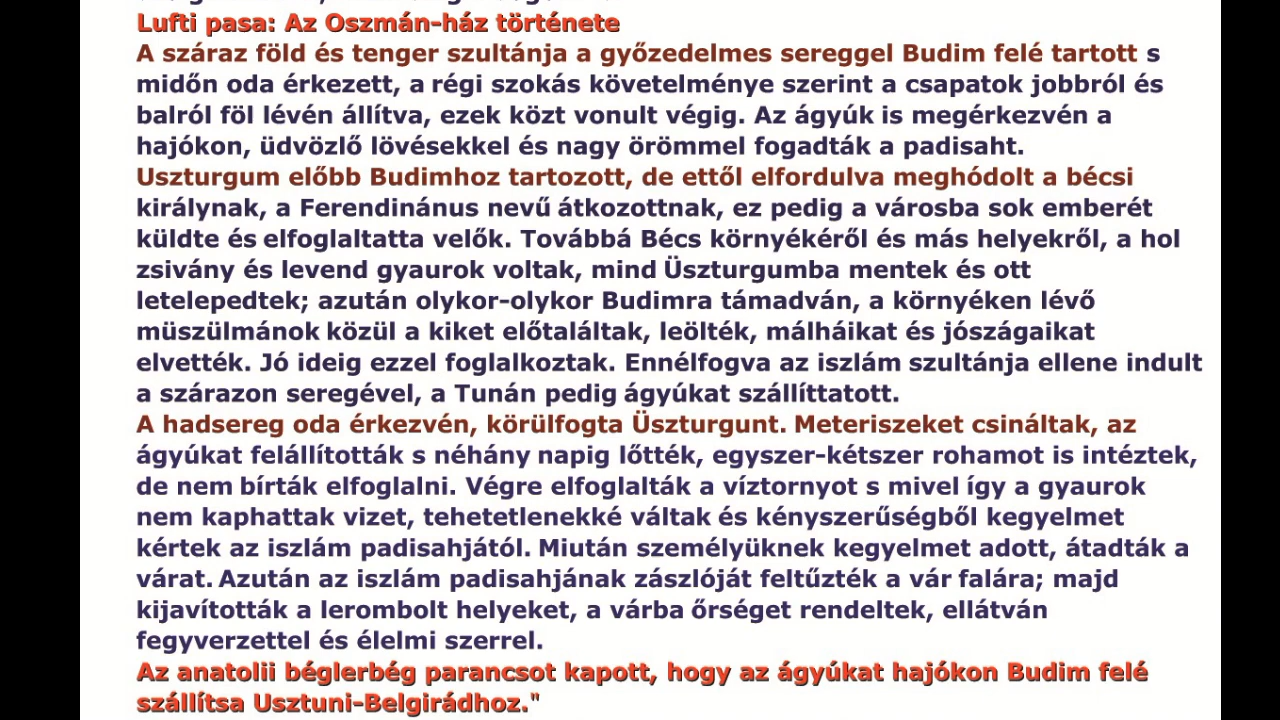 Lufti pasa: Az Oszmán-ház története
A száraz föld és tenger szultánja a győzedelmes sereggel Budim felé tartott s
midőn oda érkezett, a régi szokás követelménye szerint a csapatok jobbról és
balról föl lévén állítva, ezek közt vonult végig. Az ágyúk is megérkezvén a
hajókon, üdvözlő lövésekkel és nagy örömmel fogadták a padisaht.
Uszturgum előbb Budimhoz tartozott, de ettől elfordulva meghódolt a bécsi
királynak, a Ferendinánus nevű átkozottnak, ez pedig a városba sok emberét
küldte és elfoglaltatta velők. Továbbá Bécs környékéről és más helyekről, a hol
zsivány és levend gyaurok voltak, mind Üszturgumba mentek és ott
letelepedtek; azután olykor-olykor Budimra támadván, a környéken lévő
müszülmánok közül a kiket előtaláltak, leölték, málháikat és jószágaikat
elvették. Jó ideig ezzel foglalkoztak. Ennélfogva az iszlám szultánja ellene indult
a szárazon seregével, a Tunán pedig ágyúkat szállíttatott.
A hadsereg oda érkezvén, körülfogta Üszturgunt. Meteriszeket csináltak, az
ágyúkat felállították s néhány napig lőtték, egyszer-kétszer rohamot is intéztek,
de nem bírták elfoglalni. Végre elfoglalták a víztornyot s mivel így a gyaurok
nem kaphattak vizet, tehetetlenekké váltak és kényszerűségből kegyelmet
kértek az iszlám padisahjától. Miután személyüknek kegyelmet adott, átadták a
várat. Azután az iszlám padisahjának zászlóját feltűzték a vár falára; majd
kijavították a lerombolt helyeket, a várba őrséget rendeltek, ellátván
fegyverzettel és élelmi szerrel.
Az anatolii béglerbég parancsot kapott, hogy az ágyúkat hajókon Budim felé
szállítsa Usztuni-Belgirádhoz."